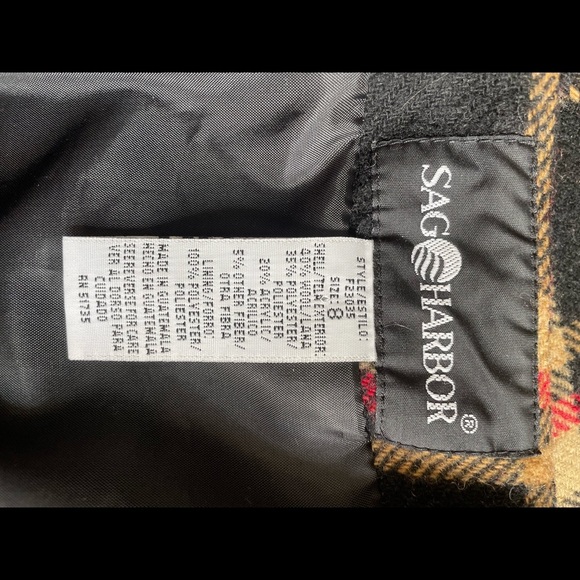 SAG HARBOR®
STYLE/ESTILO:
FE3035
SIZE: 8
SHELL/TELA EXTERIOR:
40% WOOL/LANA
35% POLYESTER/
POLIESTER
20% ACRYLIC/
ACRILICO
5% OTHER FIBER/
OTRA FIBRA
LINING/FORRO:
100% POLYESTER/
POLIESTER
MADE IN GUATEMALA
HECHO EN GUATEMALA
SEE REVERSE FOR CARE
VER AL DORSO PARA
CUIDADO
RN 51735